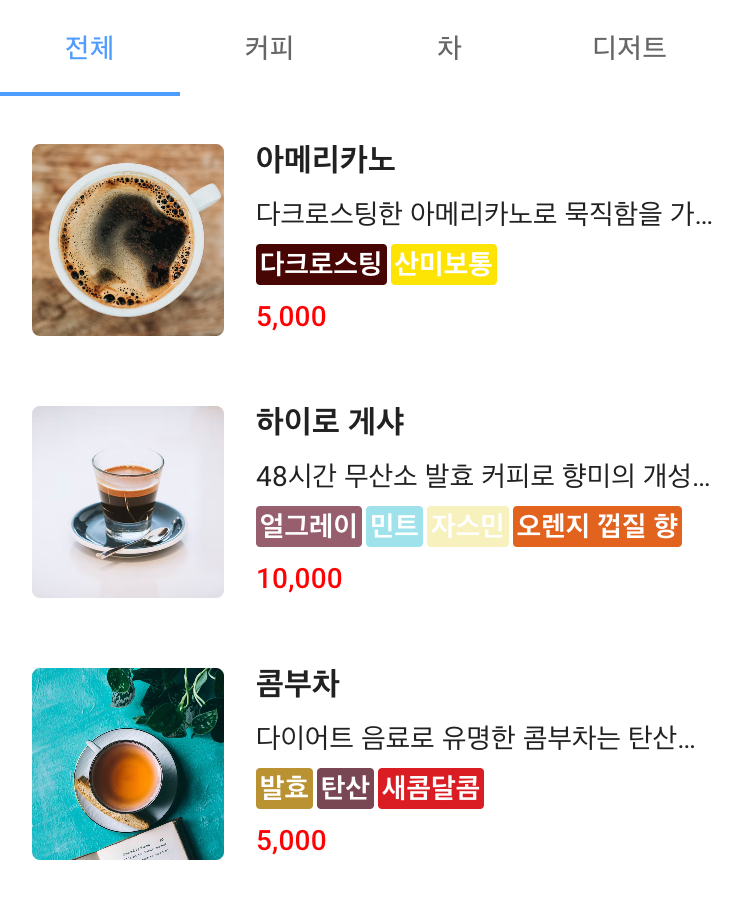 전체 커피 차 디저트
아메리카노
다크로스팅한 아메리카노로 묵직함을 가...
다크로스팅 산미보통
5,000
하이로 게샤
48시간 무산소 발효 커피로 향미의 개성...
얼그레이 민트 자스민 오렌지 껍질 향
10,000
콤부차
다이어트 음료로 유명한 콤부차는 탄산...
발효 탄산 새콤달콤
5,000